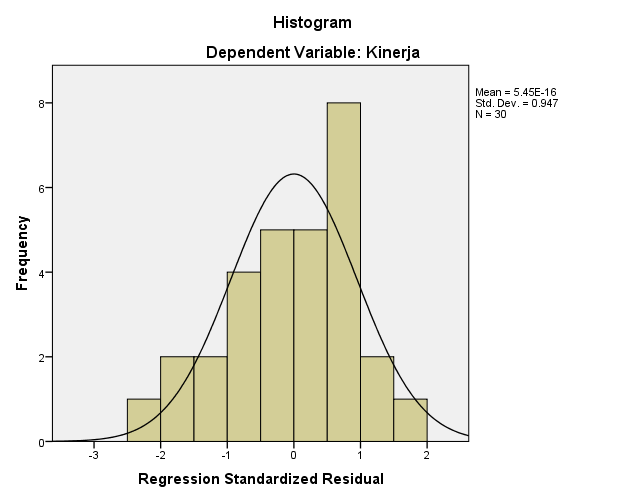 Histogram
Dependent Variable: Kinerja
Mean = 5.45E-16
Std. Dev. = 0.947
N = 30
Frequency
8
6
4
2
0
-3 -2 -1 0 1 2
Regression Standardized Residual